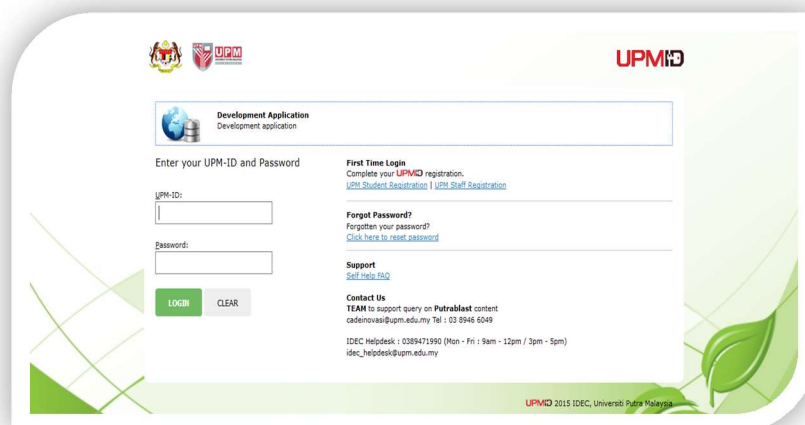 UPM
UPMID
Development Application
Development application
Enter your UPM-ID and Password
UPM-ID:
Password:
LOGIN CLEAR
First Time Login
Complete your UPMID registration.
UPM Student Registration | UPM Staff Registration
Forgot Password?
Forgotten your password?
Click here to reset password
Support
Self Help FAQ
Contact Us
TEAM to support query on Putrablast content
cadeinovasi@upm.edu.my Tel : 03 8946 6049
IDEC Helpdesk : 0389471990 (Mon - Fri : 9am - 12pm / 3pm - 5pm)
idec_helpdesk@upm.edu.my
UPMID 2015 IDEC, Universiti Putra Malaysia